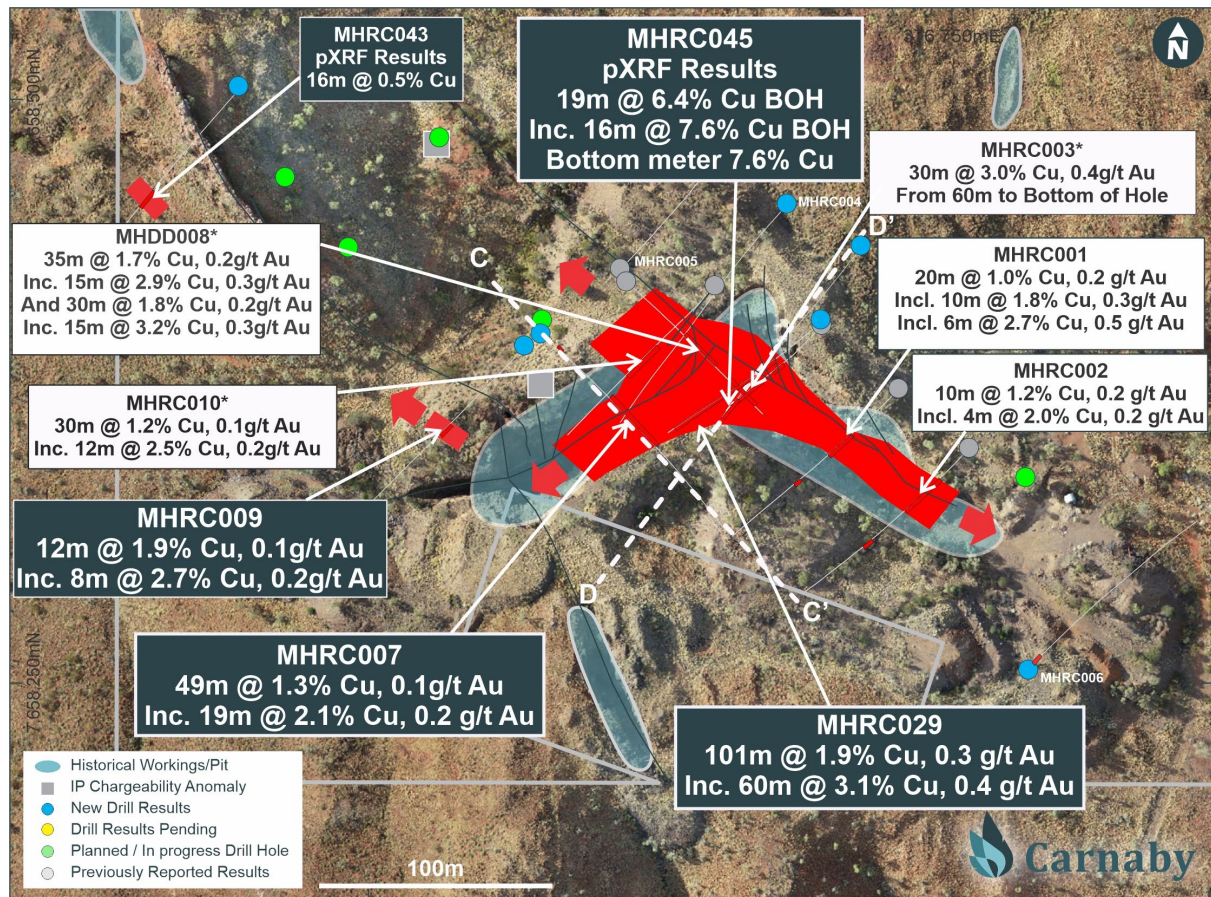 MHRC043
pXRF Results
16m @ 0.5% Cu
MHRC045
pXRF Results
19m @ 6.4% Cu BOH
Inc. 16m @ 7.6% Cu BOH
Bottom meter 7.6% Cu
N
MHRC003*
30m @ 3.0% Cu, 0.4g/t Au
From 60m to Bottom of Hole
MHRC004
D’
C
MHRC005
MHDD008*
35m @ 1.7% Cu, 0.2g/t Au
Inc. 15m @ 2.9% Cu, 0.3g/t Au
And 30m @ 1.8% Cu, 0.2g/t Au
Inc. 15m @ 3.2% Cu, 0.3g/t Au
MHRC001
20m @ 1.0% Cu, 0.2 g/t Au
Incl. 10m @ 1.8% Cu, 0.3g/t Au
Incl. 6m @ 2.7% Cu, 0.5 g/t Au
MHRC002
10m @ 1.2% Cu, 0.2 g/t Au
Incl. 4m @ 2.0% Cu, 0.2 g/t Au
MHRC010*
30m @ 1.2% Cu, 0.1g/t Au
Inc. 12m @ 2.5% Cu, 0.2g/t Au
MHRC009
12m @ 1.9% Cu, 0.1g/t Au
Inc. 8m @ 2.7% Cu, 0.2g/t Au
D
C’
MHRC007
49m @ 1.3% Cu, 0.1g/t Au
Inc. 19m @ 2.1% Cu, 0.2 g/t Au
MHRC006
MHRC029
101m @ 1.9% Cu, 0.3 g/t Au
Inc. 60m @ 3.1% Cu, 0.4 g/t Au
Historical Workings/Pit
IP Chargeability Anomaly
New Drill Results
Drill Results Pending
Planned / In progress Drill Hole
Previously Reported Results
100m
Carnaby